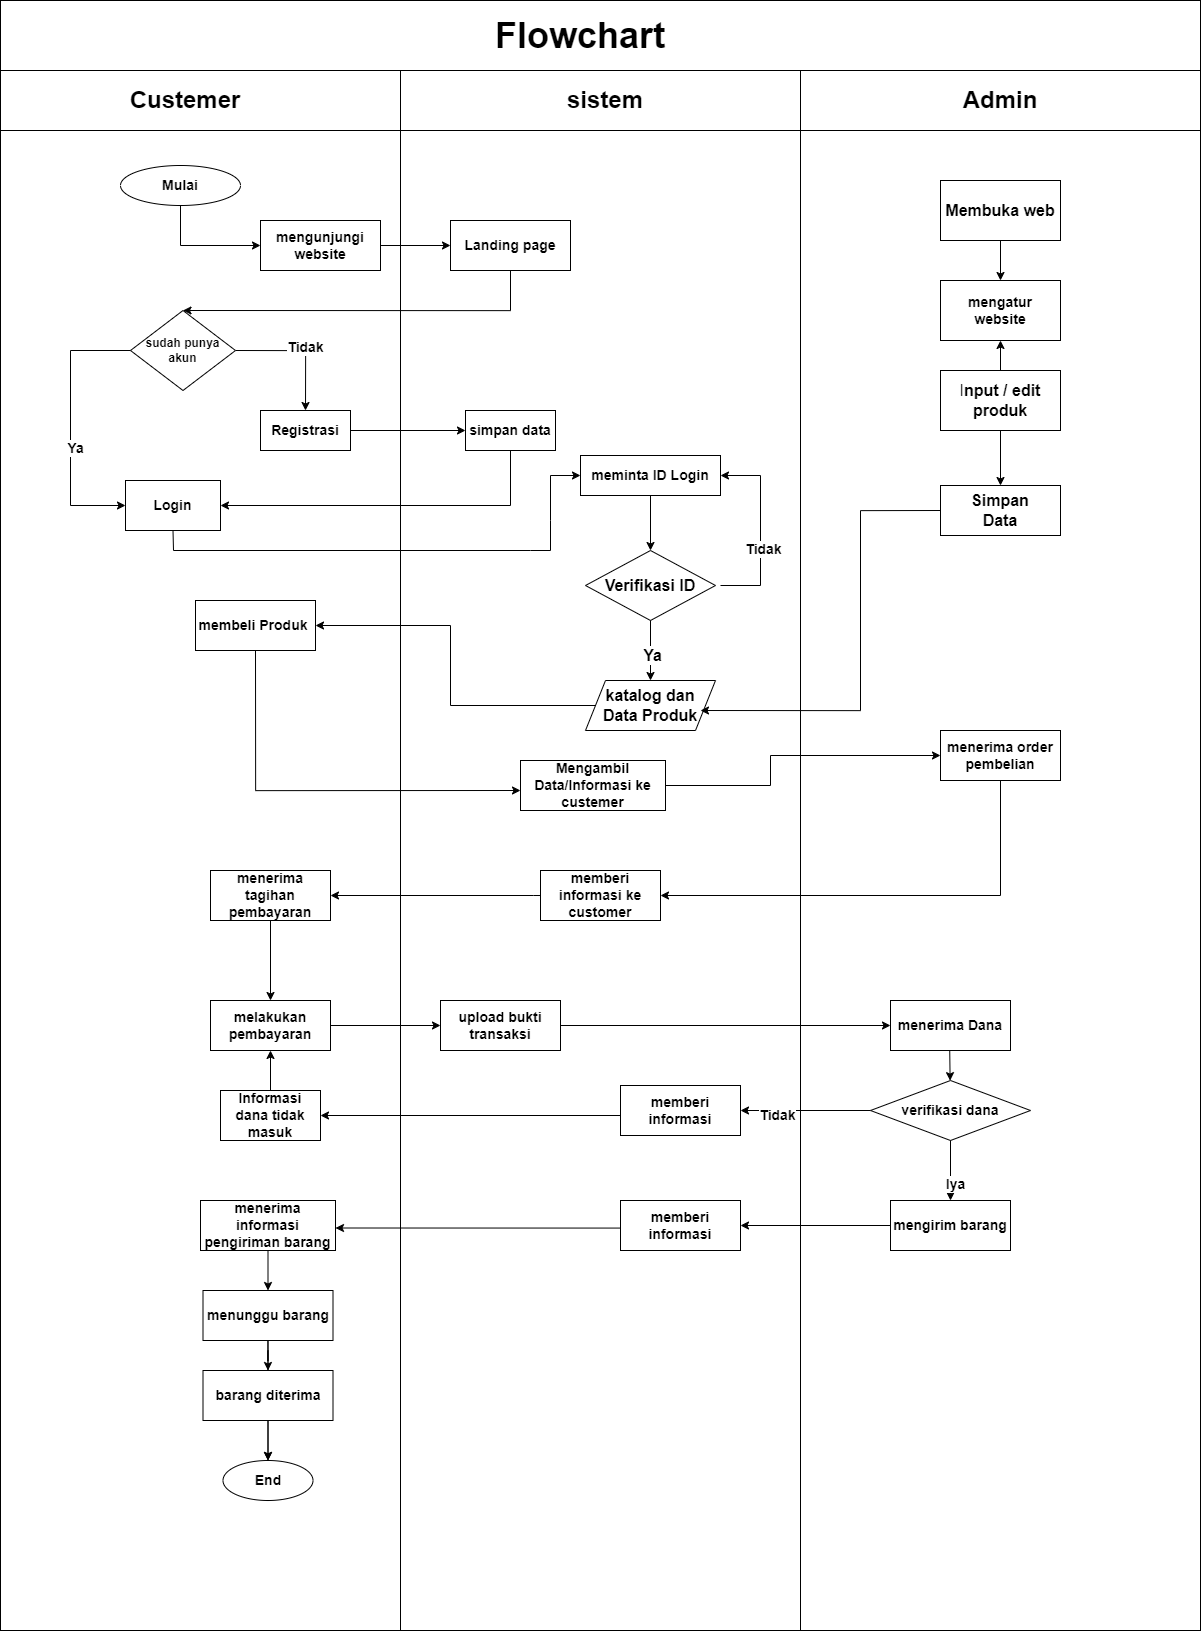 Flowchart
Custemer
sistem
Admin
Mulai
Membuka web
mengunjungi
website
Landing page
mengatur
website
sudah punya
akun
Tidak
Input / edit
produk
Registrasi
simpan data
Ya
meminta ID Login
Login
Simpan
Data
Tidak
Verifikasi ID
membeli Produk
Ya
katalog dan
Data Produk
menerima order
pembelian
Mengambil
Data/Informasi ke
custemer
menerima
tagihan
pembayaran
memberi
informasi ke
customer
melakukan
pembayaran
upload bukti
transaksi
menerima Dana
Informasi
dana tidak
masuk
memberi
informasi
Tidak
verifikasi dana
Iya
menerima
informasi
pengiriman barang
memberi
informasi
mengirim barang
menunggu barang
barang diterima
End